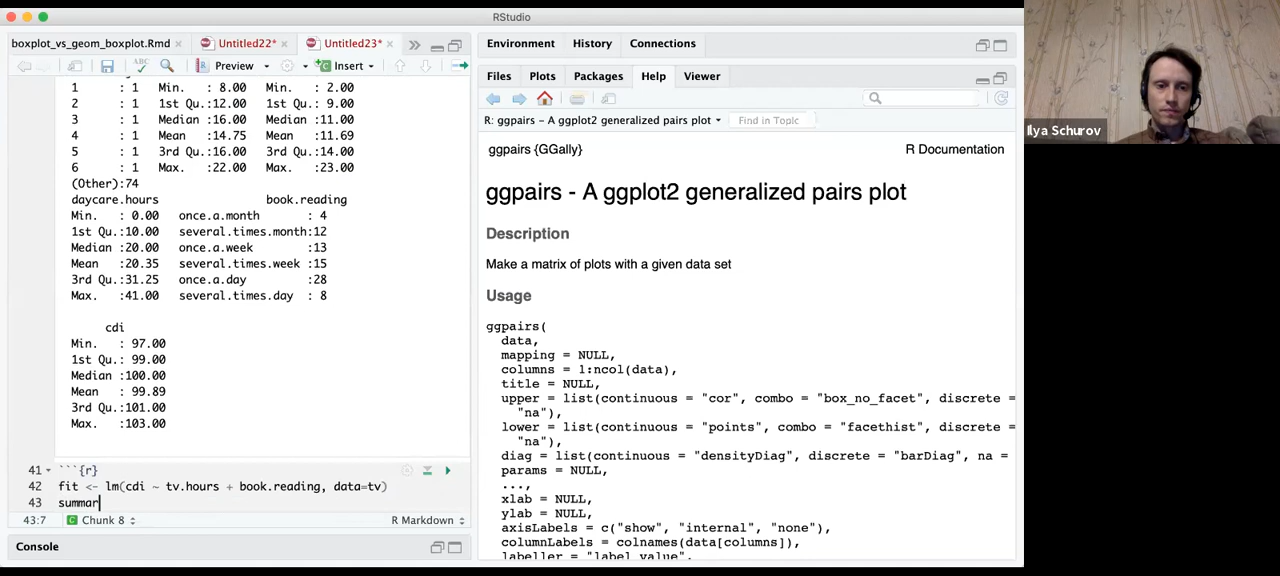 RStudio
boxplot_vs_geom_boxplot.Rmd
Untitled22*
Untitled23*
ABC
Preview
Insert
1 : 1 Min. : 8.00 Min. : 2.00
2 : 1 1st Qu.:12.00 1st Qu.: 9.00
3 : 1 Median :16.00 Median :11.00
4 : 1 Mean :14.75 Mean :11.69
5 : 1 3rd Qu.:16.00 3rd Qu.:14.00
6 : 1 Max. :22.00 Max. :23.00
(Other):74
daycare.hours book.reading
Min. : 0.00 once.a.month : 4
1st Qu.:10.00 several.times.month:12
Median :20.00 once.a.week :13
Mean :20.35 several.times.week :15
3rd Qu.:31.25 once.a.day :28
Max. :41.00 several.times.day : 8
cdi
Min. : 97.00
1st Qu.: 99.00
Median :100.00
Mean : 99.89
3rd Qu.:101.00
Max. :103.00
41 ```{r}
42 fit <- lm(cdi ~ tv.hours + book.reading, data=tv)
43 summar
43:7 Chunk 8 R Markdown
Console
Environment History Connections
Files Plots Packages Help Viewer
R: ggpairs - A ggplot2 generalized pairs plot Find in Topic
ggpairs {GGally} R Documentation
ggpairs - A ggplot2 generalized pairs plot
Description
Make a matrix of plots with a given data set
Usage
ggpairs(
data,
mapping = NULL,
columns = 1:ncol(data),
title = NULL,
upper = list(continuous = "cor", combo = "box_no_facet", discrete =
"na"),
lower = list(continuous = "points", combo = "facethist", discrete =
"na"),
diag = list(continuous = "densityDiag", discrete = "barDiag", na =
params = NULL,
...,
xlab = NULL,
ylab = NULL,
axisLabels = c("show", "internal", "none"),
columnLabels = colnames(data[columns]),
labeller = "label_value",
Ilya Schurov